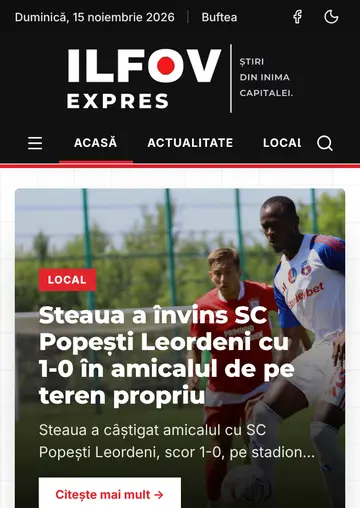 Duminică, 15 noiembrie 2026 Buftea
ILFOV
EXPRES
ȘTIRI
DIN INIMA
CAPITALEI.
ACASĂ ACTUALITATE LOCAL
LOCAL
Steaua a învins SC
Popești Leordeni cu
1-0 în amicalul de pe
teren propriu
Steaua a câștigat amicalul cu SC
Popești Leordeni, scor 1-0, pe stadion...
Citește mai mult →